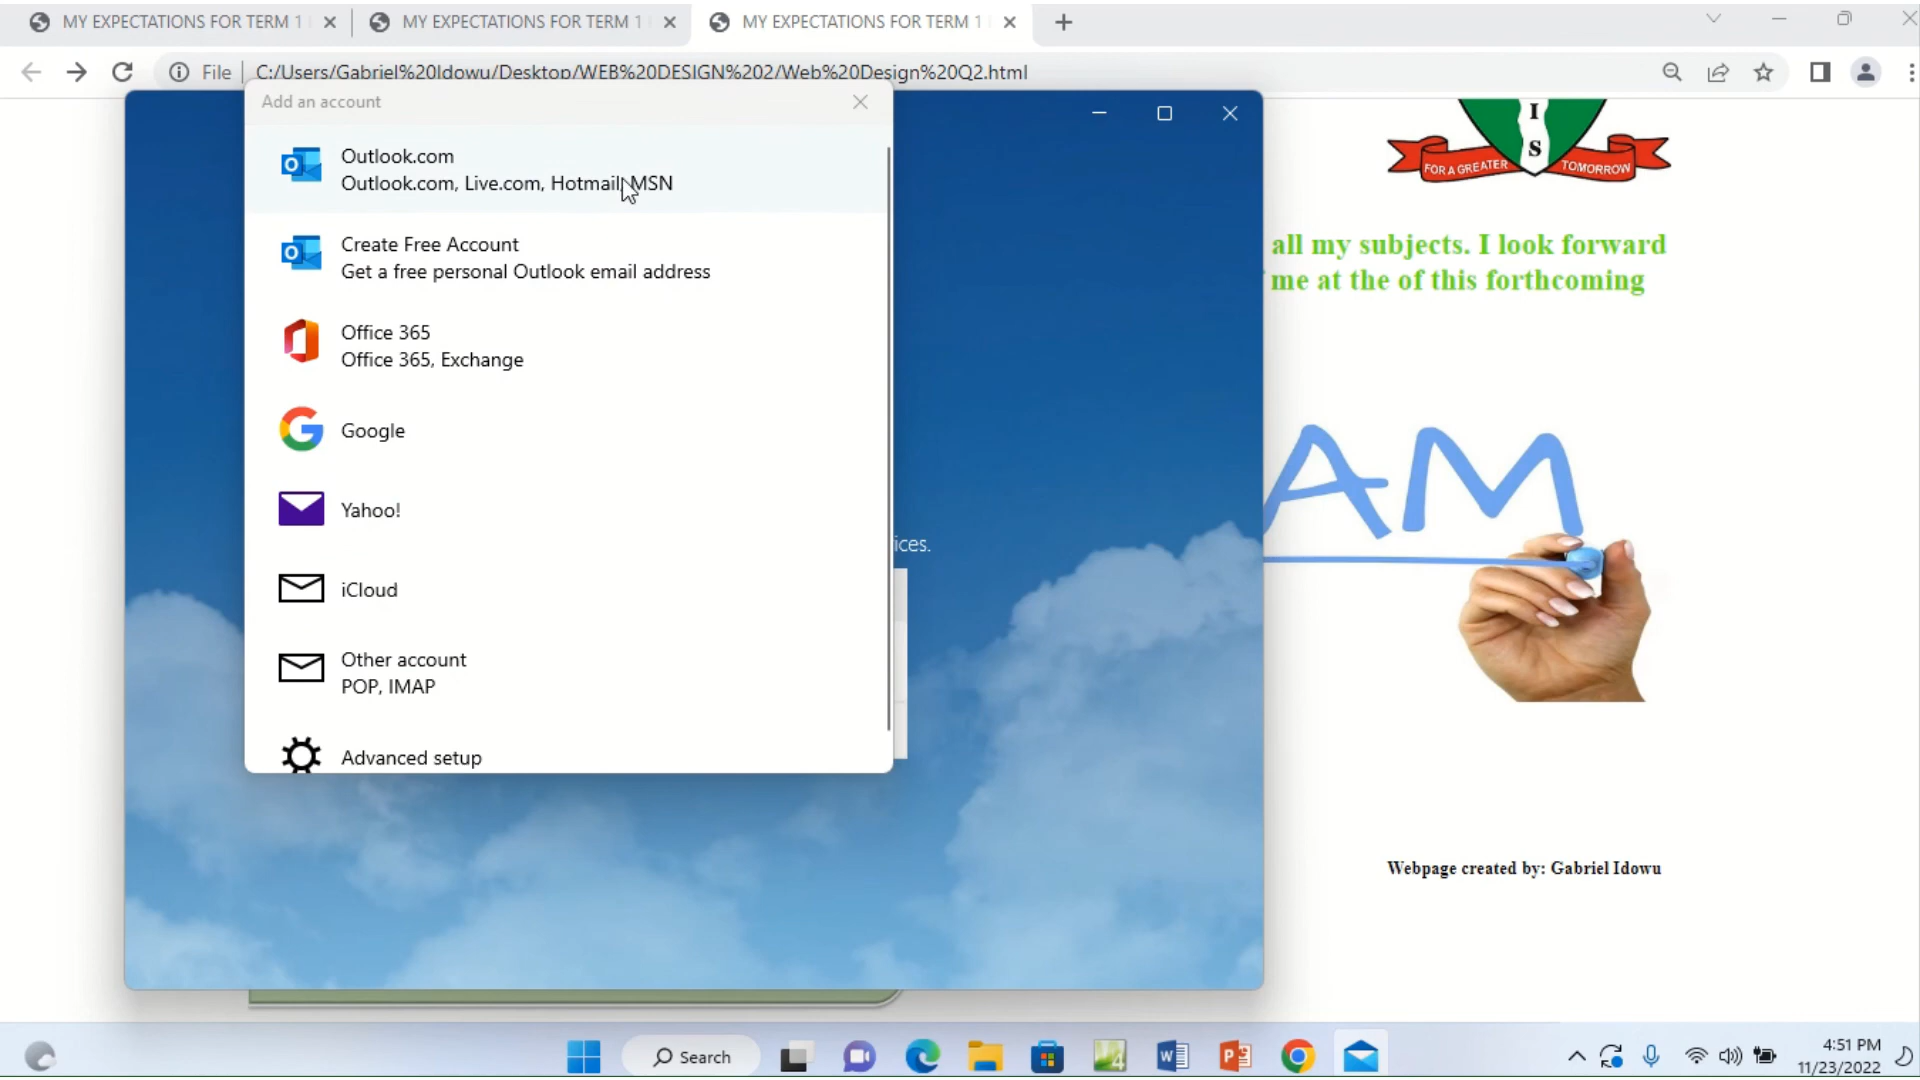 MY EXPECTATIONS FOR TERM 1
MY EXPECTATIONS FOR TERM 1
MY EXPECTATIONS FOR TERM 1
File
C:/Users/Gabriel%20Idowu/Desktop/WEB%20DESIGN%202/Web%20Design%20Q2.html
Add an account
Outlook.com
Outlook.com, Live.com, Hotmail, MSN
Create Free Account
Get a free personal Outlook email address
Office 365
Office 365, Exchange
Google
Yahoo!
iCloud
Other account
POP, IMAP
Advanced setup
ices.
I
S
FOR A GREATER TOMORROW
all my subjects. I look forward
me at the of this forthcoming
AM
Webpage created by: Gabriel Idowu
Search
4:51 PM
11/23/2022